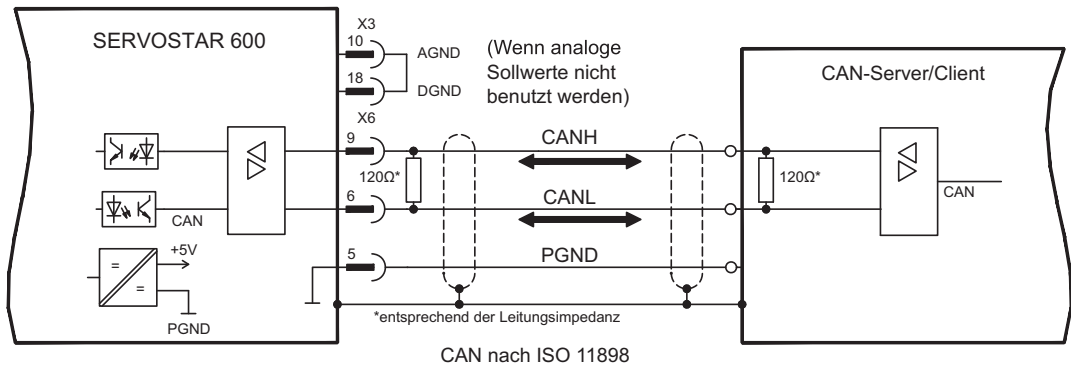 SERVOSTAR 600
X3
10
AGND
18
DGND
(Wenn analoge
Sollwerte nicht
benutzt werden)
CAN-Server/Client
X6
9
CANH
120Ω*
120Ω*
6
CANL
CAN
CAN
+5V
=
=
5
PGND
PGND
*entsprechend der Leitungsimpedanz
CAN nach ISO 11898